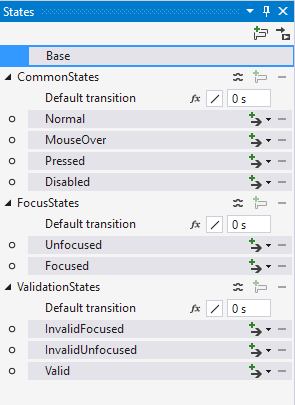 States
Base
CommonStates
Default transition fx 0 s
Normal
MouseOver
Pressed
Disabled
FocusStates
Default transition fx 0 s
Unfocused
Focused
ValidationStates
Default transition fx 0 s
InvalidFocused
InvalidUnfocused
Valid